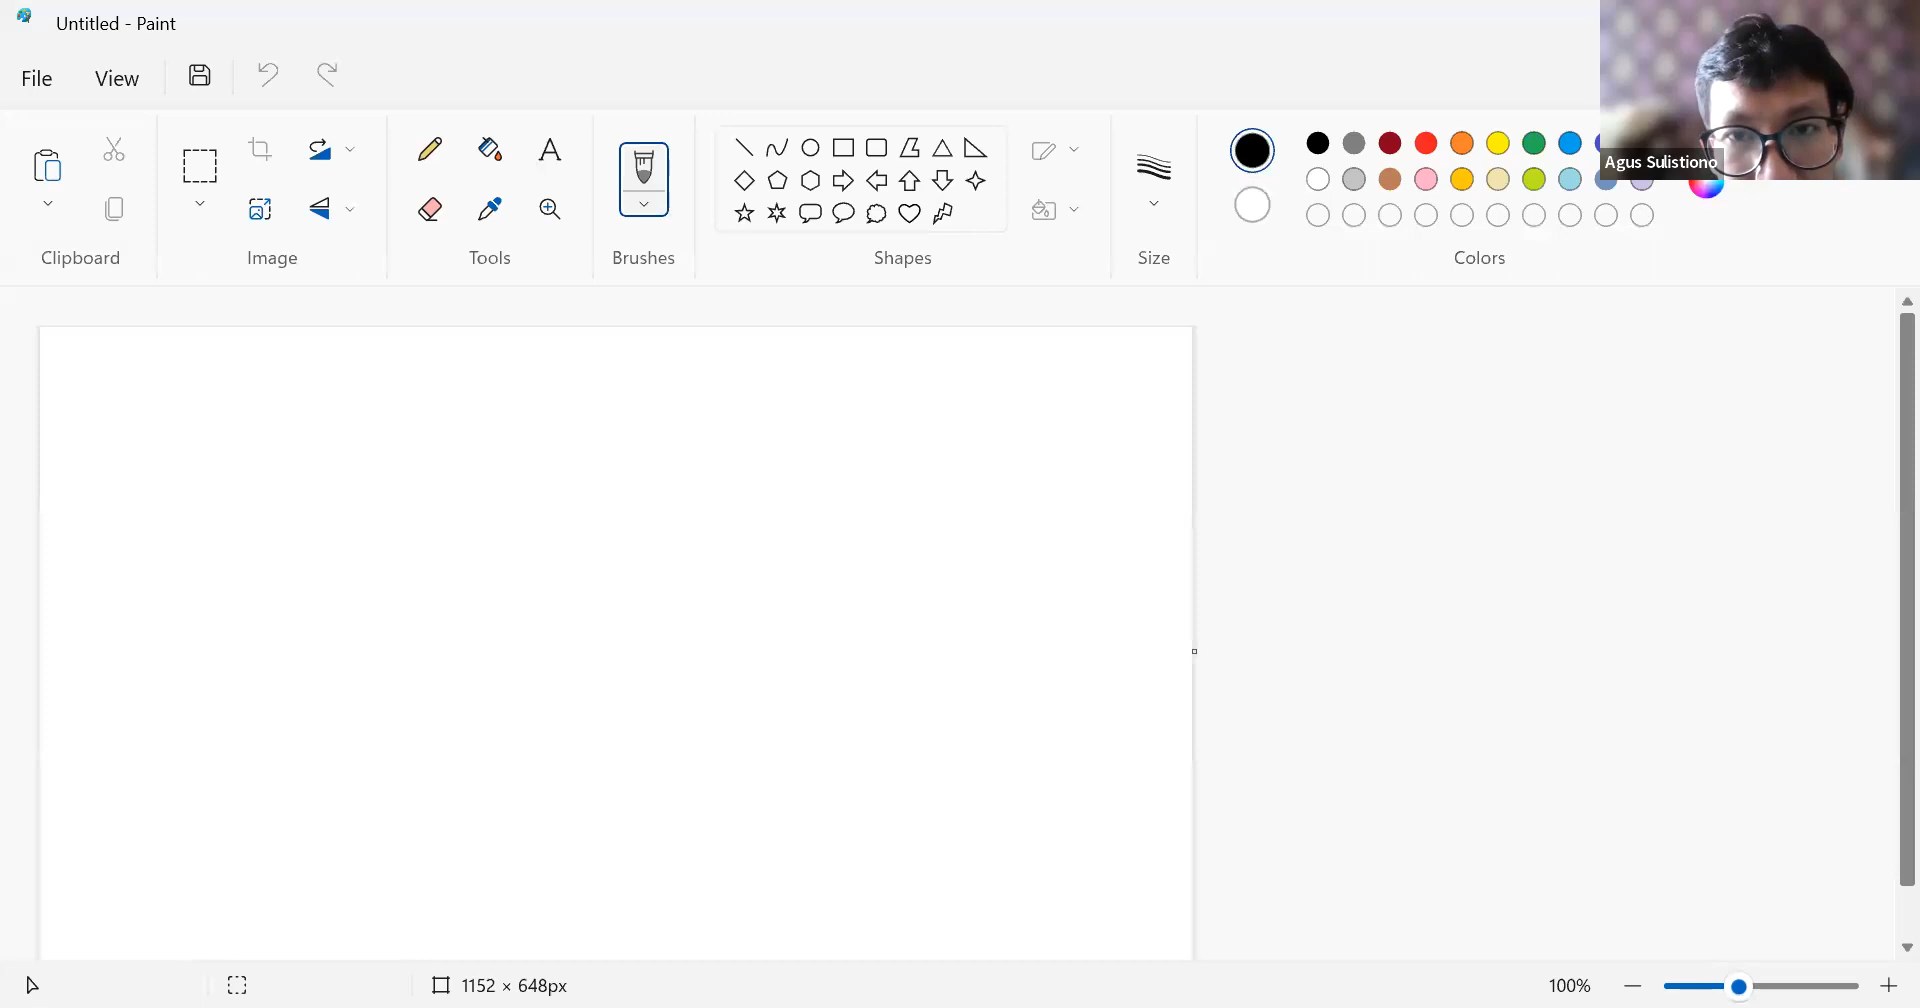 Untitled - Paint
File View
Agus Sulistiono
Clipboard
Image
Tools
Brushes
Shapes
Size
Colors
1152 × 648px
100%